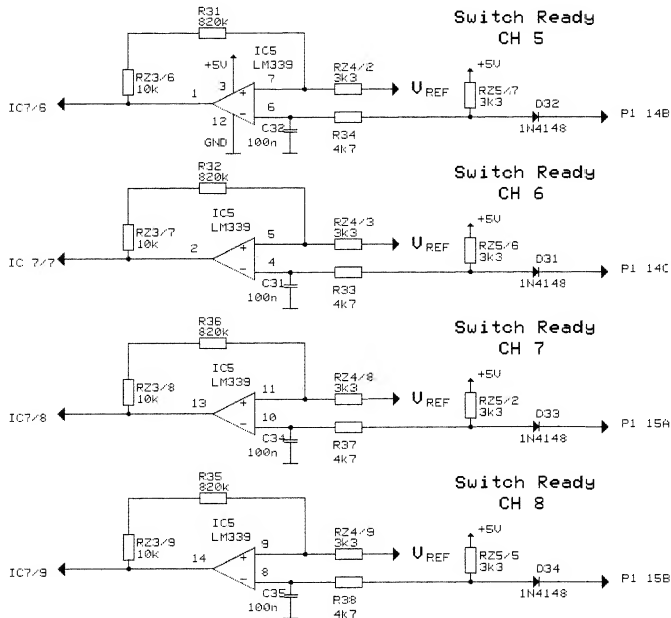 R31
820k
Switch Ready
CH 5
IC5
LM339
+5V
RZ3/6
10k
RZ4/2
3k3
+5V
RZ5/7
3k3
D32
1N4148
IC7/6
1
3
12
7
6
GND
C32
100n
R34
4k7
U REF
P1 14B
R32
820k
Switch Ready
CH 6
IC5
LM339
RZ3/7
10k
RZ4/3
3k3
+5V
RZ5/6
3k3
D31
1N4148
IC 7/7
2
5
4
C31
100n
R33
4k7
U REF
P1 14C
R36
820k
Switch Ready
CH 7
IC5
LM339
RZ3/8
10k
RZ4/8
3k3
+5V
RZ5/2
3k3
D33
1N4148
IC7/8
13
11
10
C34
100n
R37
4k7
U REF
P1 15A
R35
820k
Switch Ready
CH 8
IC5
LM339
RZ3/9
10k
RZ4/9
3k3
+5V
RZ5/5
3k3
D34
1N4148
IC7/9
14
9
8
C35
100n
R38
4k7
U REF
P1 15B